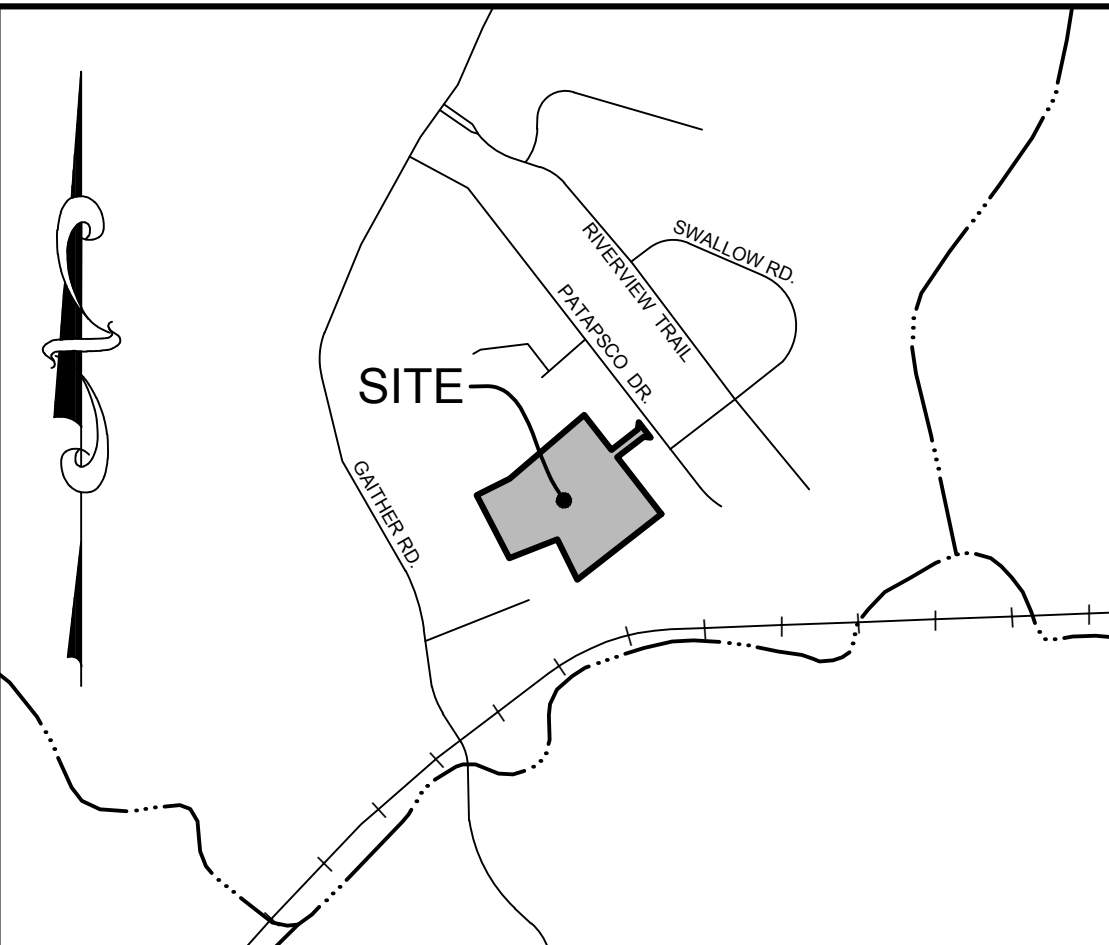 SWALLOW RD.
RIVERVIEW TRAIL
PATAPSCO DR.
SITE
GAITHER RD.